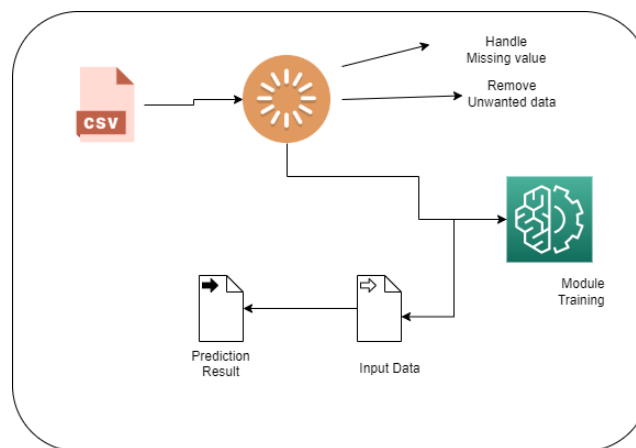 Handle
Missing value
Remove
Unwanted data
CSV
Module
Training
Prediction
Result
Input Data